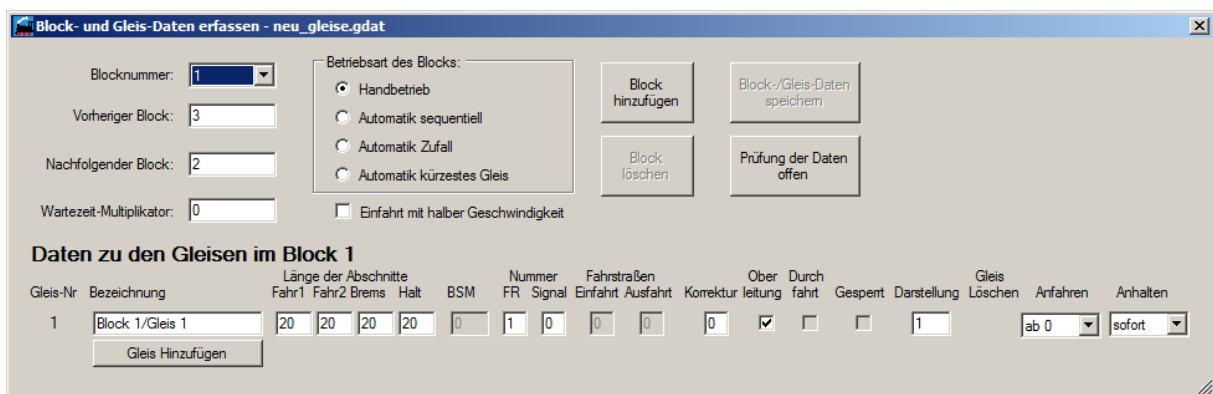 Block- und Gleis-Daten erfassen - neu_gleise.gdat
Blocknummer: 1
Vorheriger Block: 3
Nachfolgender Block: 2
Wartezeit-Multiplikator: 0
Betriebsart des Blocks:
Handbetrieb
Automatik sequentiell
Automatik Zufall
Automatik kürzestes Gleis
Einfahrt mit halber Geschwindigkeit
Block
hinzufügen
Block-/Gleis-Daten
speichern
Block
löschen
Prüfung der Daten
offen
Daten zu den Gleisen im Block 1
Länge der Abschnitte Nummer Fahrstraßen Ober Durch Gleis
Gleis-Nr Bezeichnung Fahr1 Fahr2 Brems Halt BSM FR Signal Einfahrt Ausfahrt Korrektur leitung fahrt Gesperrt Darstellung Löschen Anfahren Anhalten
1 Block 1/Gleis 1 20 20 20 20 0 1 0 0 0 0 1 ab 0 sofort
Gleis Hinzufügen